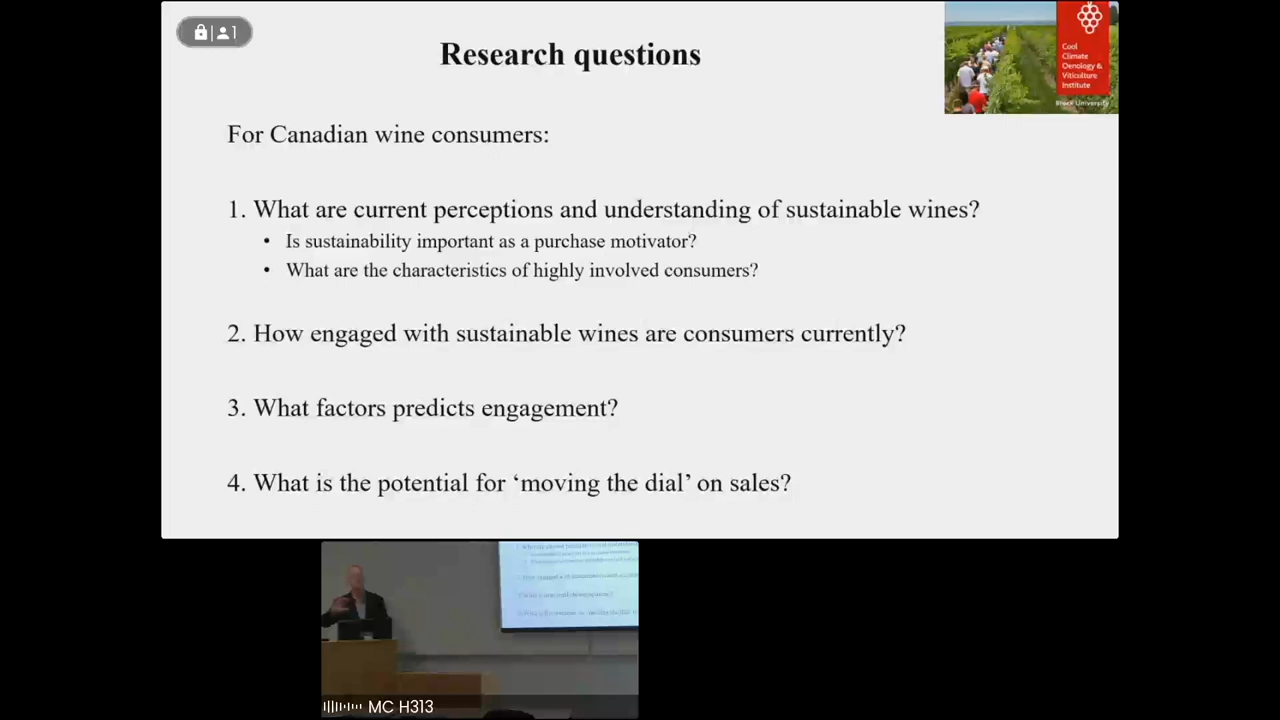 1
Research questions
Cool
Climate
Oenology &
Viticulture
Institute
Brock University
For Canadian wine consumers:
1. What are current perceptions and understanding of sustainable wines?
• Is sustainability important as a purchase motivator?
• What are the characteristics of highly involved consumers?
2. How engaged with sustainable wines are consumers currently?
3. What factors predicts engagement?
4. What is the potential for ‘moving the dial’ on sales?
MC H313